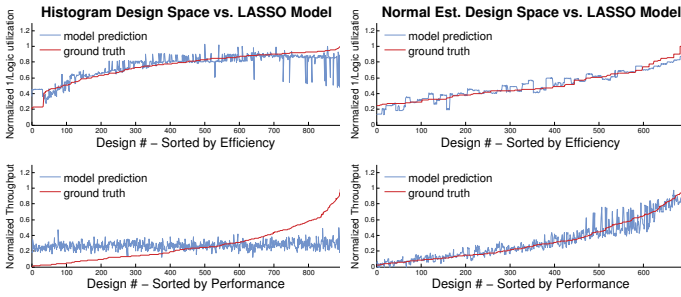 Histogram Design Space vs. LASSO Model
Normalized 1/Logic utilization
1.2
1
0.8
0.6
0.4
0.2
0
model prediction
ground truth
0 100 200 300 400 500 600 700 800
Design # – Sorted by Efficiency
Normal Est. Design Space vs. LASSO Model
Normalized 1/Logic utilization
1.2
1
0.8
0.6
0.4
0.2
0
model prediction
ground truth
0 100 200 300 400 500 600
Design # – Sorted by Efficiency
Normalized Throughput
1.2
1
0.8
0.6
0.4
0.2
0
model prediction
ground truth
0 100 200 300 400 500 600 700 800
Design # – Sorted by Performance
Normalized Throughput
1.2
1
0.8
0.6
0.4
0.2
0
model prediction
ground truth
0 100 200 300 400 500 600
Design # – Sorted by Performance